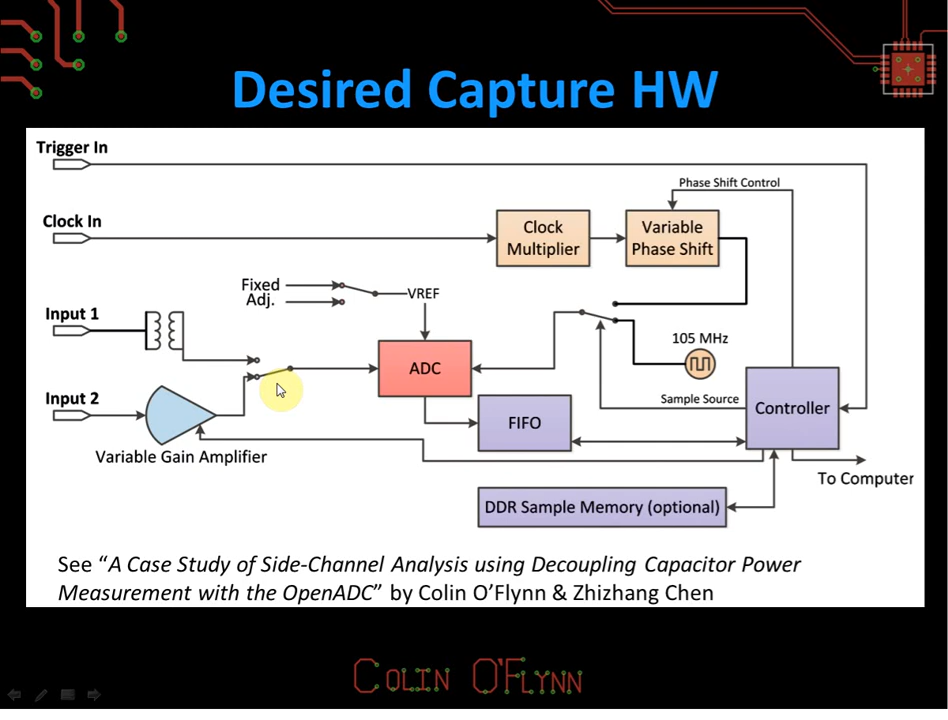 Desired Capture HW
Trigger In
Phase Shift Control
Clock In
Clock
Multiplier
Variable
Phase Shift
Fixed
Adj.
VREF
Input 1
105 MHz
ADC
Input 2
Sample Source
Controller
FIFO
Variable Gain Amplifier
To Computer
DDR Sample Memory (optional)
See “A Case Study of Side-Channel Analysis using Decoupling Capacitor Power
Measurement with the OpenADC” by Colin O’Flynn & Zhizhang Chen
COLIN O'FLYNN